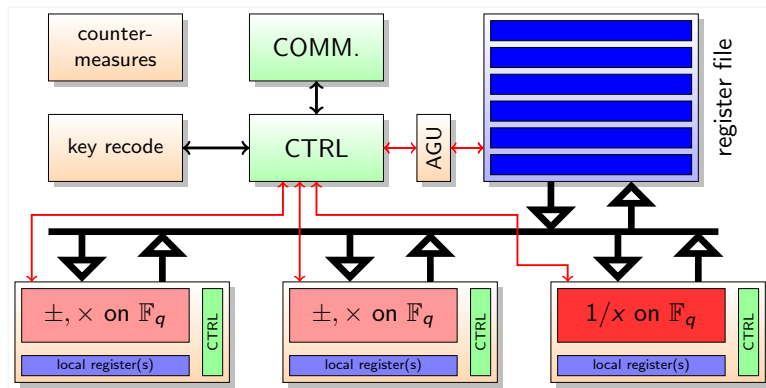 counter-
measures
COMM.
register file
key recode
CTRL
AGU
±, × on 𝔽q
CTRL
local register(s)
±, × on 𝔽q
CTRL
local register(s)
1/x on 𝔽q
CTRL
local register(s)